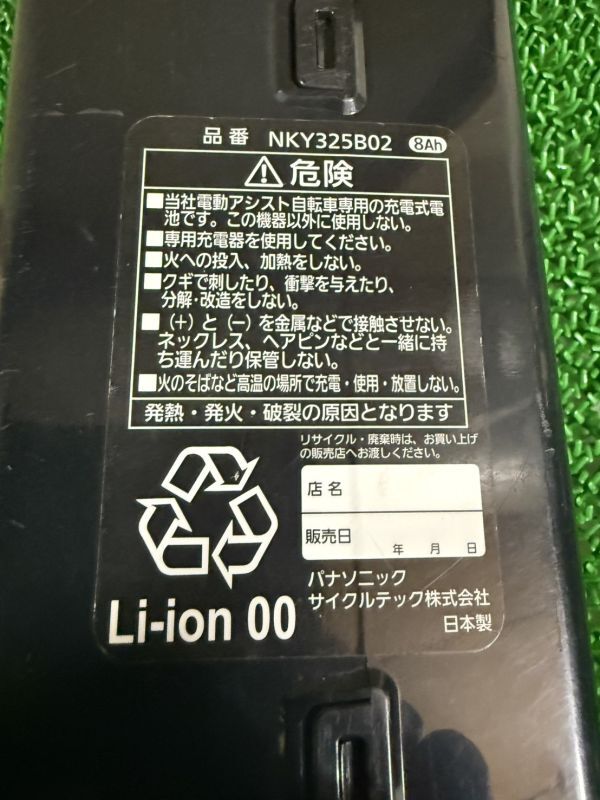 品番 NKY325B02 8Ah
危険
■当社電動アシスト自転車専用の充電式電
池です。この機器以外に使用しない。
■専用充電器を使用してください。
■火への投入、加熱をしない。
■クギで刺したり、衝撃を与えたり、
分解・改造をしない。
■（+）と（−）を金属などで接触させない。
ネックレス、ヘアピンなどと一緒に持
ち運んだり保管しない。
■火のそばなど高温の場所で充電・使用・放置しない。
発熱・発火・破裂の原因となります
リサイクル・廃棄時は、お買い上げ
の販売店へお渡しください。
店名
販売日
年 月 日
Li-ion 00
パナソニック
サイクルテック株式会社
日本製